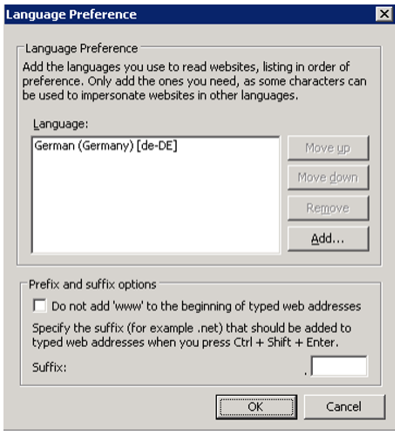 Language Preference
Language Preference
Add the languages you use to read websites, listing in order of
preference. Only add the ones you need, as some characters can
be used to impersonate websites in other languages.
Language:
German (Germany) [de-DE]
Move up
Move down
Remove
Add...
Prefix and suffix options
Do not add 'www' to the beginning of typed web addresses
Specify the suffix (for example .net) that should be added to
typed web addresses when you press Ctrl + Shift + Enter.
Suffix: .
OK Cancel